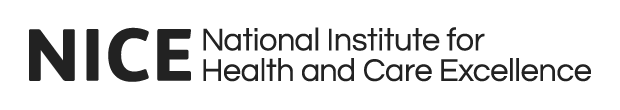 NICE
National Institute for
Health and Care Excellence